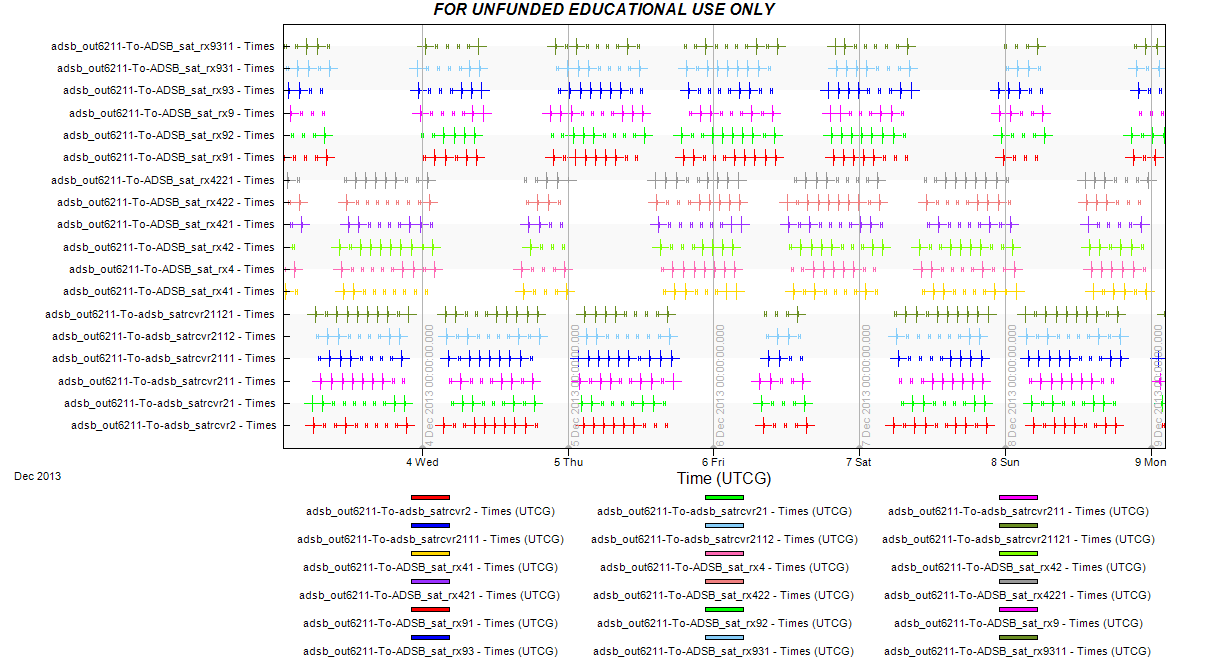 FOR UNFUNDED EDUCATIONAL USE ONLY
adsb_out6211-To-ADSB_sat_rx9311 - Times
adsb_out6211-To-ADSB_sat_rx931 - Times
adsb_out6211-To-ADSB_sat_rx93 - Times
adsb_out6211-To-ADSB_sat_rx9 - Times
adsb_out6211-To-ADSB_sat_rx92 - Times
adsb_out6211-To-ADSB_sat_rx91 - Times
adsb_out6211-To-ADSB_sat_rx4221 - Times
adsb_out6211-To-ADSB_sat_rx422 - Times
adsb_out6211-To-ADSB_sat_rx421 - Times
adsb_out6211-To-ADSB_sat_rx42 - Times
adsb_out6211-To-ADSB_sat_rx4 - Times
adsb_out6211-To-ADSB_sat_rx41 - Times
adsb_out6211-To-adsb_satrcvr21121 - Times
adsb_out6211-To-adsb_satrcvr2112 - Times
adsb_out6211-To-adsb_satrcvr2111 - Times
adsb_out6211-To-adsb_satrcvr211 - Times
adsb_out6211-To-adsb_satrcvr21 - Times
adsb_out6211-To-adsb_satrcvr2 - Times
4 Dec 2013 00:00:00.000
5 Dec 2013 00:00:00.000
6 Dec 2013 00:00:00.000
7 Dec 2013 00:00:00.000
8 Dec 2013 00:00:00.000
9 Dec 2013 00:00:00.000
4 Wed 5 Thu 6 Fri 7 Sat 8 Sun 9 Mon
Dec 2013
Time (UTCG)
adsb_out6211-To-adsb_satrcvr2 - Times (UTCG) adsb_out6211-To-adsb_satrcvr21 - Times (UTCG) adsb_out6211-To-adsb_satrcvr211 - Times (UTCG)
adsb_out6211-To-adsb_satrcvr2111 - Times (UTCG) adsb_out6211-To-adsb_satrcvr2112 - Times (UTCG) adsb_out6211-To-adsb_satrcvr21121 - Times (UTCG)
adsb_out6211-To-ADSB_sat_rx41 - Times (UTCG) adsb_out6211-To-ADSB_sat_rx4 - Times (UTCG) adsb_out6211-To-ADSB_sat_rx42 - Times (UTCG)
adsb_out6211-To-ADSB_sat_rx421 - Times (UTCG) adsb_out6211-To-ADSB_sat_rx422 - Times (UTCG) adsb_out6211-To-ADSB_sat_rx4221 - Times (UTCG)
adsb_out6211-To-ADSB_sat_rx91 - Times (UTCG) adsb_out6211-To-ADSB_sat_rx92 - Times (UTCG) adsb_out6211-To-ADSB_sat_rx9 - Times (UTCG)
adsb_out6211-To-ADSB_sat_rx93 - Times (UTCG) adsb_out6211-To-ADSB_sat_rx931 - Times (UTCG) adsb_out6211-To-ADSB_sat_rx9311 - Times (UTCG)